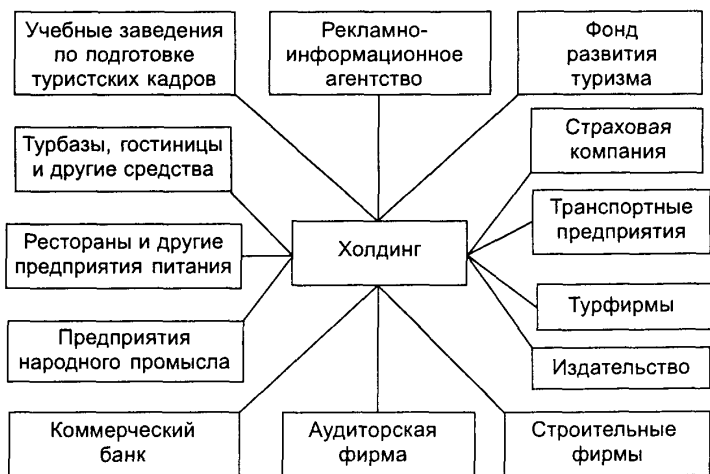 Учебные заведения
по подготовке
туристских кадров
Рекламно-
информационное
агентство
Фонд
развития
туризма
Турбазы, гостиницы
и другие средства
Страховая
компания
Рестораны и другие
предприятия питания
Холдинг
Транспортные
предприятия
Предприятия
народного промысла
Турфирмы
Издательство
Коммерческий
банк
Аудиторская
фирма
Строительные
фирмы